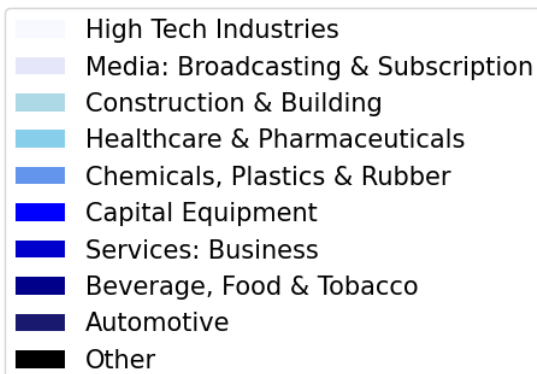 High Tech Industries
Media: Broadcasting & Subscription
Construction & Building
Healthcare & Pharmaceuticals
Chemicals, Plastics & Rubber
Capital Equipment
Services: Business
Beverage, Food & Tobacco
Automotive
Other